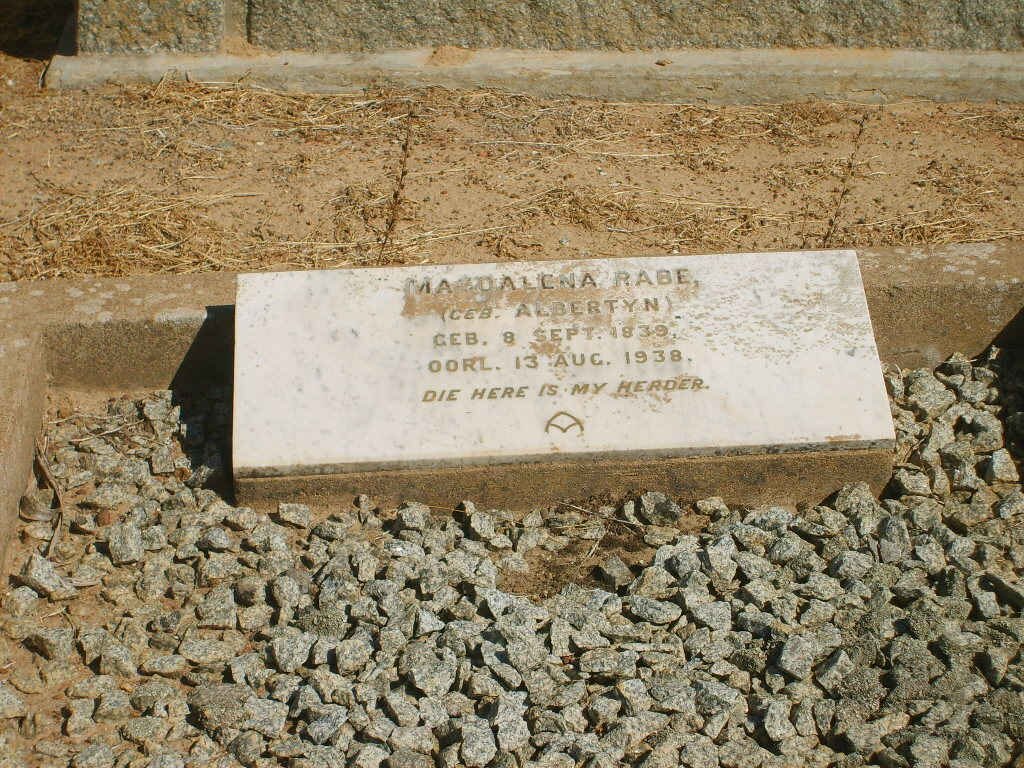 MAGDALENA RABE,
(GEB. ALBERTYN)
GEB. 8 SEPT. 1839.
OORL. 13 AUG. 1938.
DIE HERE IS MY HERDER.